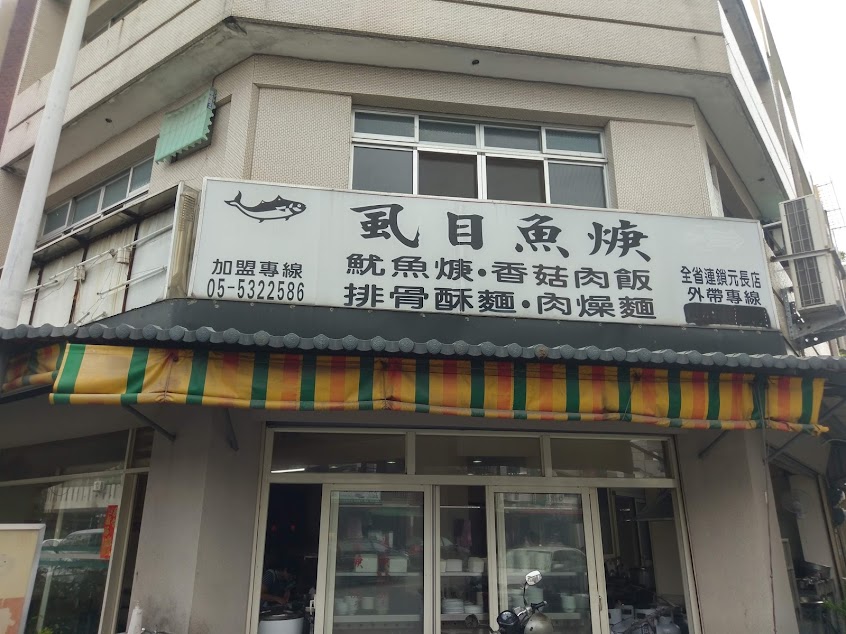 虱目魚焿
加盟專線
05-5322586
魷魚焿·香菇肉飯
排骨酥麵·肉燥麵
全省連鎖元長店
外帶專線